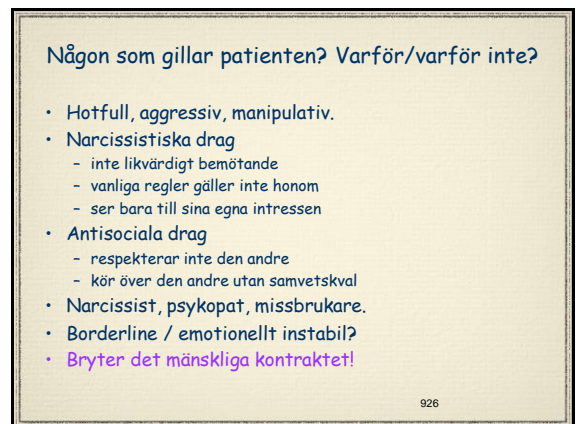 Någon som gillar patienten? Varför/varför inte?
• Hotfull, aggressiv, manipulativ.
• Narcissistiska drag
– inte likvärdigt bemötande
– vanliga regler gäller inte honom
– ser bara till sina egna intressen
• Antisociala drag
– respekterar inte den andre
– kör över den andre utan samvetskval
• Narcissist, psykopat, missbrukare.
• Borderline / emotionellt instabil?
• Bryter det mänskliga kontraktet!
926